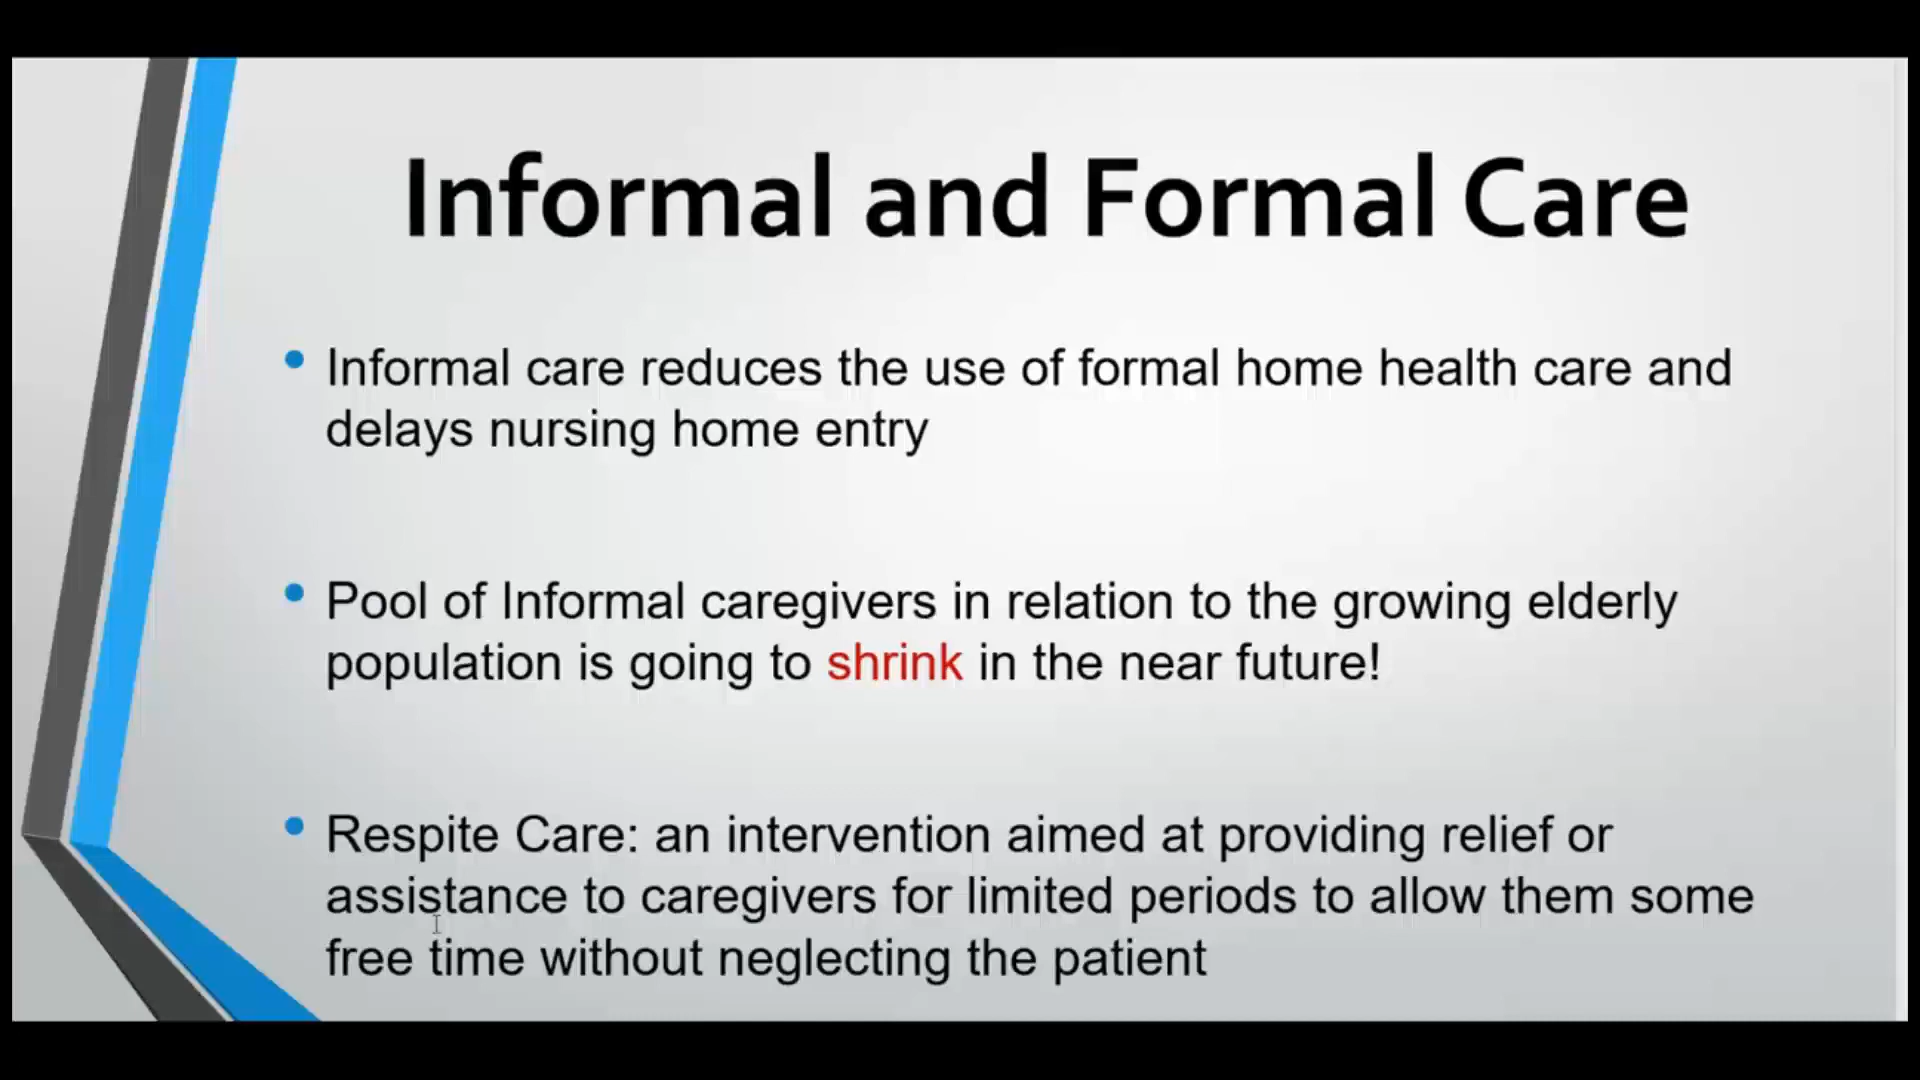 Informal and Formal Care
• Informal care reduces the use of formal home health care and
delays nursing home entry
• Pool of Informal caregivers in relation to the growing elderly
population is going to shrink in the near future!
• Respite Care: an intervention aimed at providing relief or
assistance to caregivers for limited periods to allow them some
free time without neglecting the patient